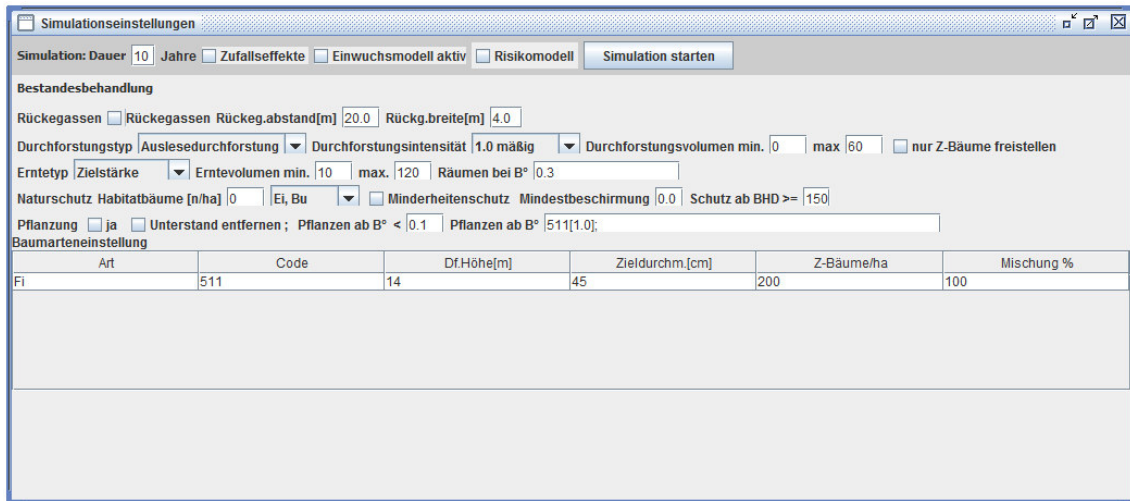 Simulationseinstellungen
Simulation: Dauer 10 Jahre Zufallseffekte Einwuchsmodell aktiv Risikomodell Simulation starten
Bestandesbehandlung
Rückegassen Rückegassen Rückeg.abstand[m] 20.0 Rückg.breite[m] 4.0
Durchforstungstyp Auslesedurchforstung Durchforstungsintensität 1.0 mäßig Durchforstungsvolumen min. 0 max 60 nur Z-Bäume freistellen
Erntetyp Zielstärke Erntevolumen min. 10 max. 120 Räumen bei B° 0.3
Naturschutz Habitatbäume [n/ha] 0 Ei, Bu Minderheitenschutz Mindestbeschirmung 0.0 Schutz ab BHD >= 150
Pflanzung ja Unterstand entfernen ; Pflanzen ab B° < 0.1 Pflanzen ab B° 511[1.0];
Baumarteneinstellung
Art Code Df.Höhe[m] Zieldurchm.[cm] Z-Bäume/ha Mischung %
Fi 511 14 45 200 100